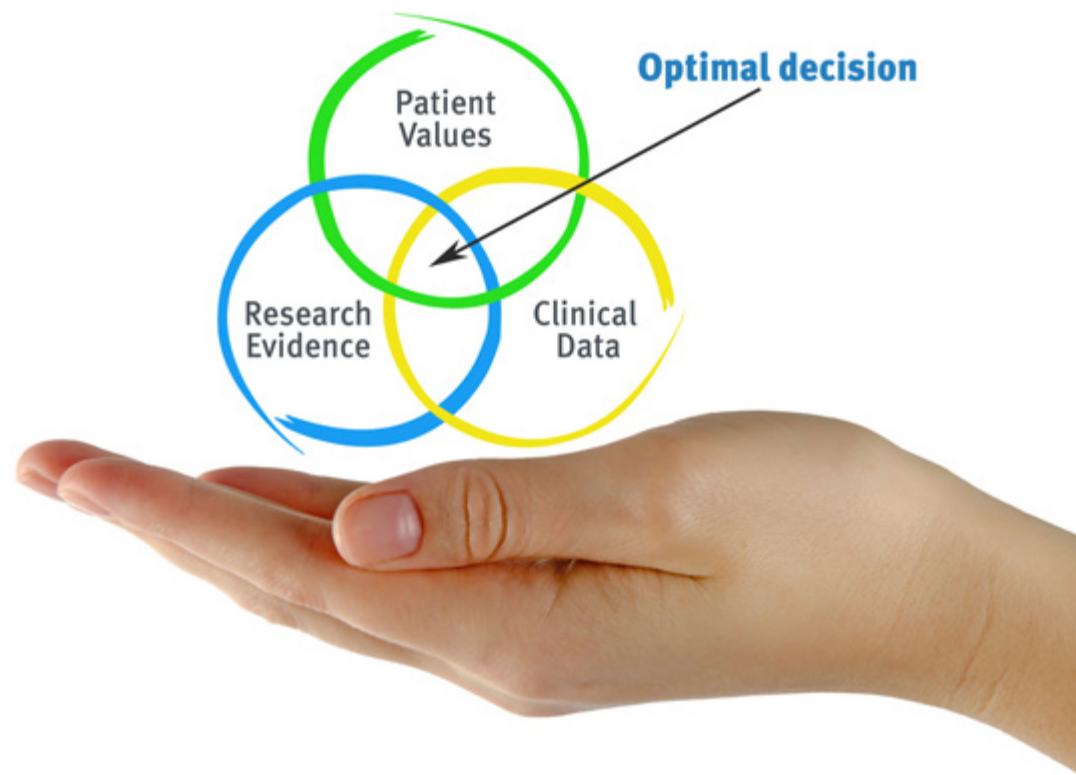 Optimal decision
Patient
Values
Research
Evidence
Clinical
Data